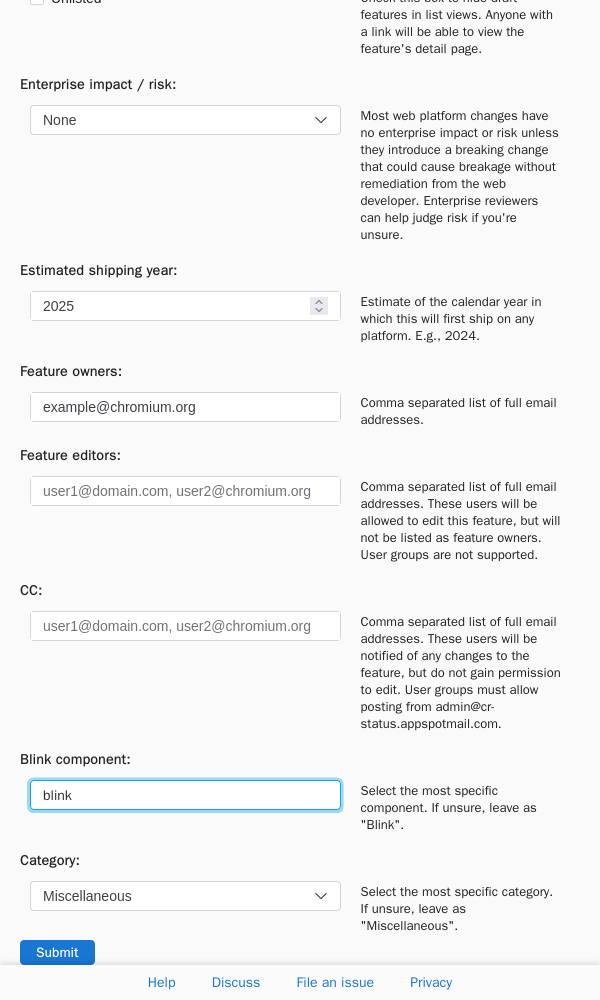 Unlisted
Check this box to hide draft
features in list views. Anyone with
a link will be able to view the
feature's detail page.
Enterprise impact / risk:
None
Most web platform changes have
no enterprise impact or risk unless
they introduce a breaking change
that could cause breakage without
remediation from the web
developer. Enterprise reviewers
can help judge risk if you're
unsure.
Estimated shipping year:
2025
Estimate of the calendar year in
which this will first ship on any
platform. E.g., 2024.
Feature owners:
example@chromium.org
Comma separated list of full email
addresses.
Feature editors:
user1@domain.com, user2@chromium.org
Comma separated list of full email
addresses. These users will be
allowed to edit this feature, but will
not be listed as feature owners.
User groups are not supported.
CC:
user1@domain.com, user2@chromium.org
Comma separated list of full email
addresses. These users will be
notified of any changes to the
feature, but do not gain permission
to edit. User groups must allow
posting from admin@cr-
status.appspotmail.com.
Blink component:
blink
Select the most specific
component. If unsure, leave as
"Blink".
Category:
Miscellaneous
Select the most specific category.
If unsure, leave as
"Miscellaneous".
Submit
Help Discuss File an issue Privacy